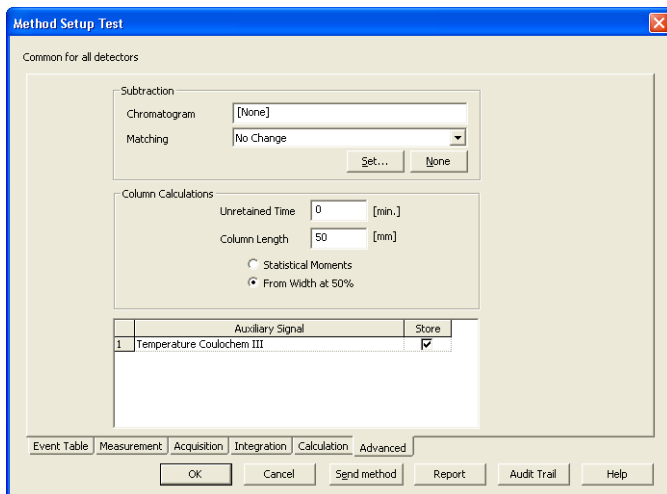 Method Setup Test
Common for all detectors
Subtraction
Chromatogram [None]
Matching No Change
Set... None
Column Calculations
Unretained Time 0 [min.]
Column Length 50 [mm]
Statistical Moments
From Width at 50%
Auxiliary Signal Store
1 Temperature Coulochem III
Event Table Measurement Acquisition Integration Calculation Advanced
OK Cancel Send method Report Audit Trail Help